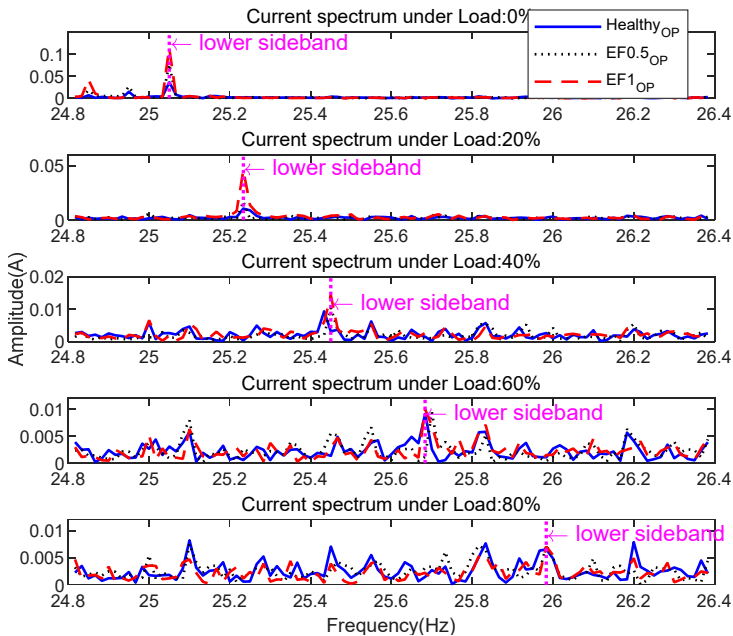 Current spectrum under Load:0%
Healthy_OP
EF0.5_OP
EF1_OP
← lower sideband
0.1
0.05
0
24.8 25 25.2 25.4 25.6 25.8 26 26.2 26.4
Current spectrum under Load:20%
← lower sideband
0.05
0
24.8 25 25.2 25.4 25.6 25.8 26 26.2 26.4
Current spectrum under Load:40%
← lower sideband
0.02
0.01
0
24.8 25 25.2 25.4 25.6 25.8 26 26.2 26.4
Amplitude(A)
Current spectrum under Load:60%
← lower sideband
0.01
0.005
0
24.8 25 25.2 25.4 25.6 25.8 26 26.2 26.4
Current spectrum under Load:80%
← lower sideband
0.01
0.005
0
24.8 25 25.2 25.4 25.6 25.8 26 26.2 26.4
Frequency(Hz)